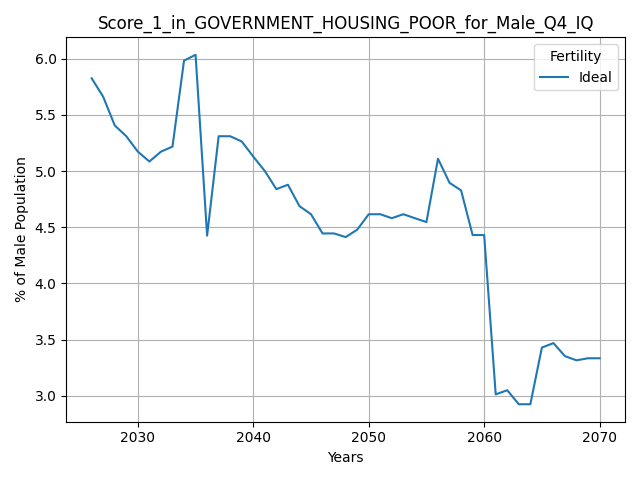 Score_1_in_GOVERNMENT_HOUSING_POOR_for_Male_Q4_IQ
Fertility
Ideal
% of Male Population
6.0
5.5
5.0
4.5
4.0
3.5
3.0
2030 2040 2050 2060 2070
Years